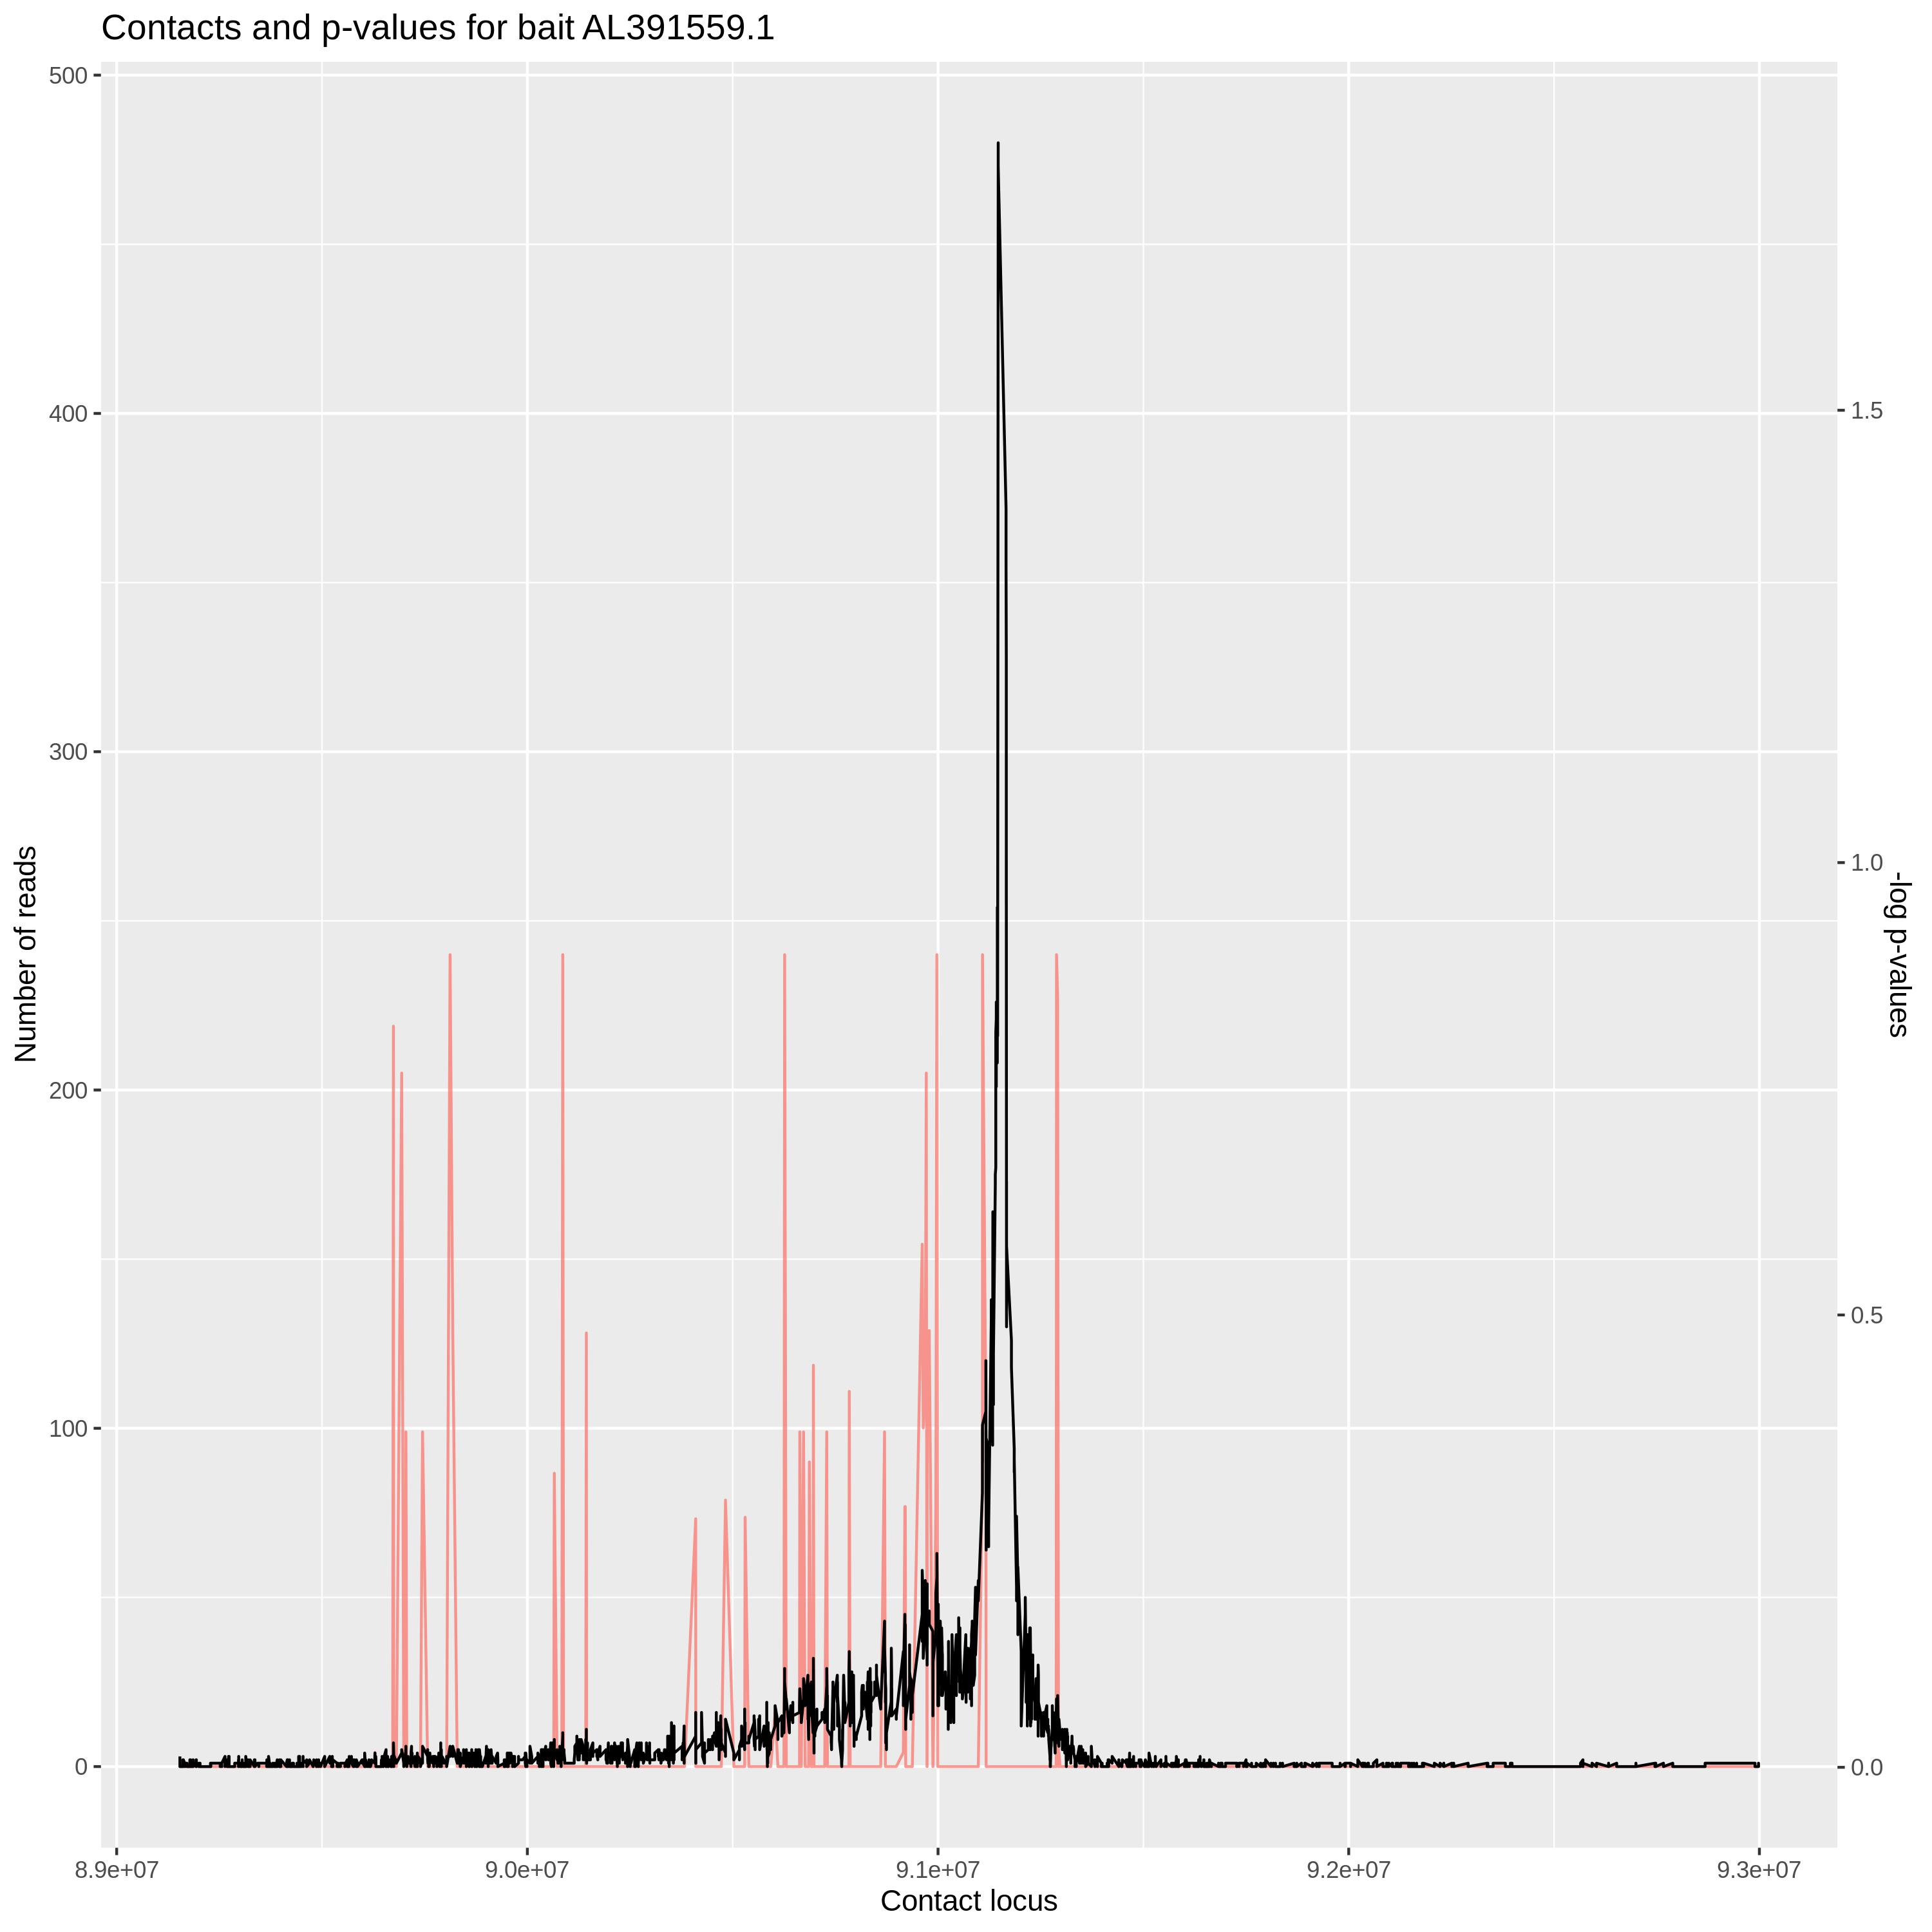 Contacts and p-values for bait AL391559.1
500
400
300
200
100
0
Number of reads
1.5
1.0
0.5
0.0
-log p-values
8.9e+07 9.0e+07 9.1e+07 9.2e+07 9.3e+07
Contact locus